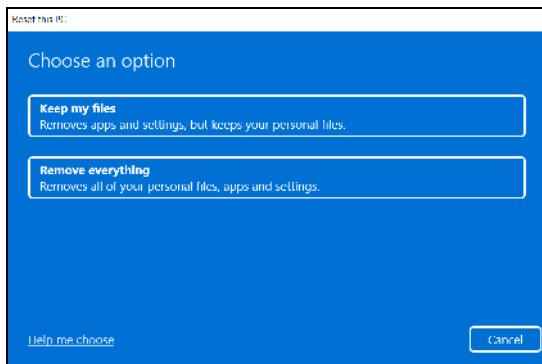 Reset this PC
Choose an option
Keep my files
Removes apps and settings, but keeps your personal files.
Remove everything
Removes all of your personal files, apps and settings.
Help me choose
Cancel